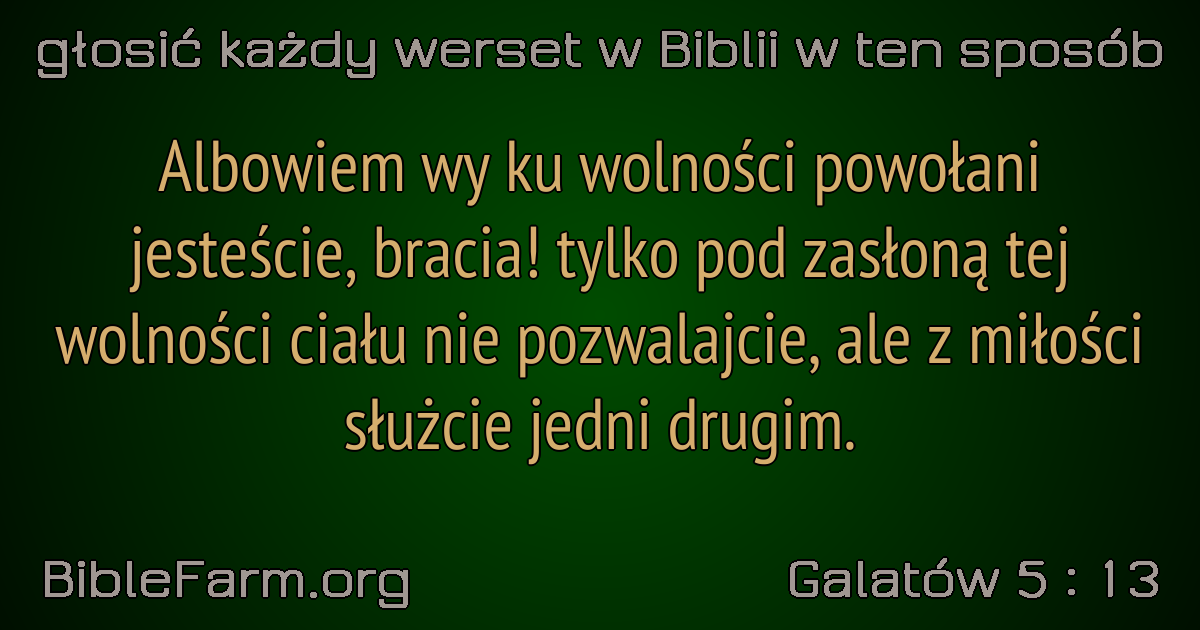 głosić każdy werset w Biblii w ten sposób
Albowiem wy ku wolności powołani
jesteście, bracia! tylko pod zasłoną tej
wolności ciału nie pozwalajcie, ale z miłości
służcie jedni drugim.
BibleFarm.org
Galatów 5 : 13